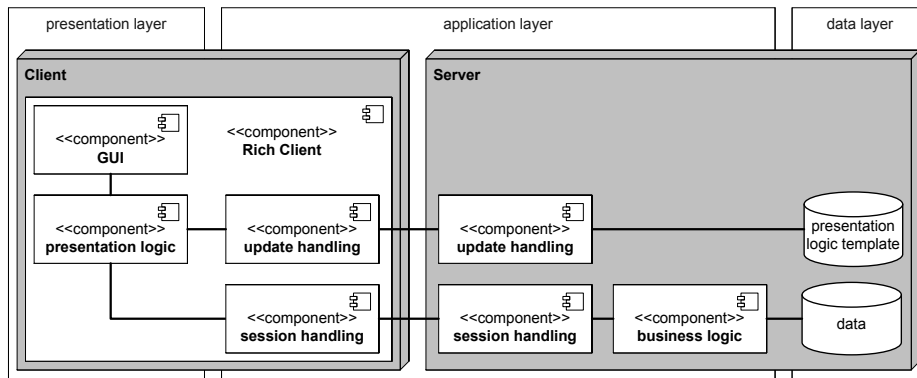 presentation layer
application layer
data layer
Client
Server
<<component>>
GUI
<<component>>
Rich Client
<<component>>
presentation logic
<<component>>
update handling
<<component>>
update handling
presentation
logic template
<<component>>
session handling
<<component>>
session handling
<<component>>
business logic
data